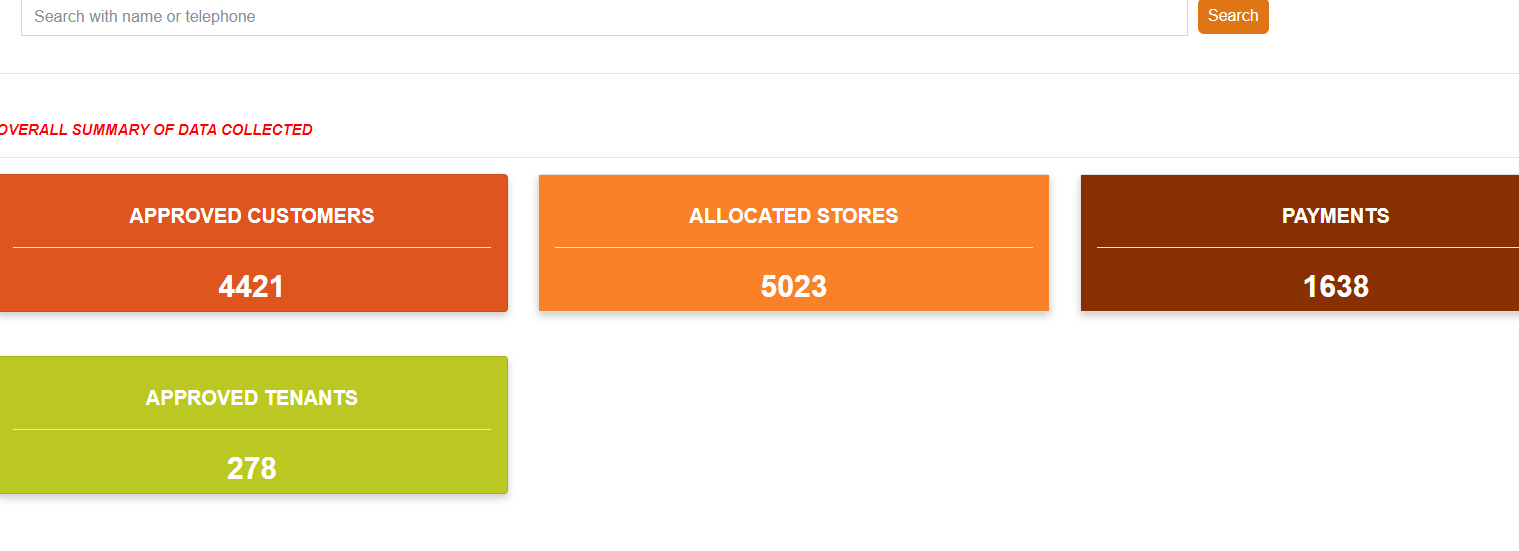 Search with name or telephone
Search
OVERALL SUMMARY OF DATA COLLECTED
APPROVED CUSTOMERS
4421
ALLOCATED STORES
5023
PAYMENTS
1638
APPROVED TENANTS
278